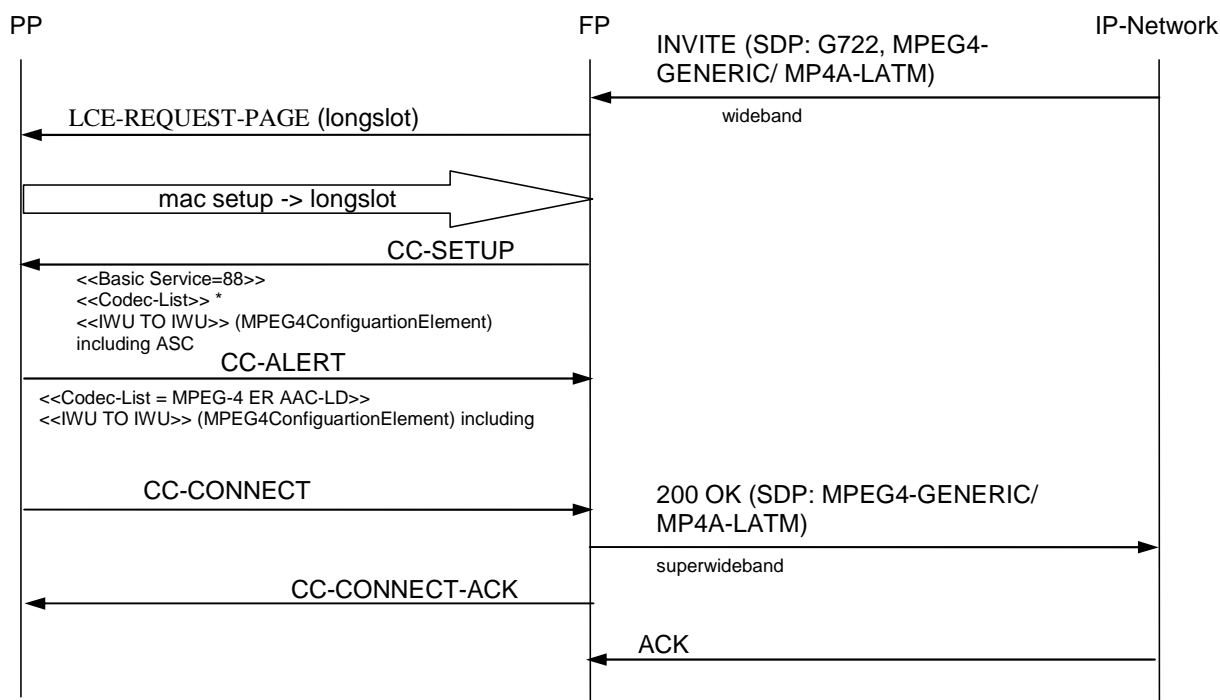 PP
FP
IP-Network
INVITE (SDP: G722, MPEG4-
GENERIC/ MP4A-LATM)
wideband
LCE-REQUEST-PAGE (longslot)
mac setup -> longslot
CC-SETUP
<<Basic Service=88>>
<<Codec-List>> *
<<IWU TO IWU>> (MPEG4ConfiguartionElement)
including ASC
CC-ALERT
<<Codec-List = MPEG-4 ER AAC-LD>>
<<IWU TO IWU>> (MPEG4ConfiguartionElement) including
CC-CONNECT
200 OK (SDP: MPEG4-GENERIC/
MP4A-LATM)
superwideband
CC-CONNECT-ACK
ACK